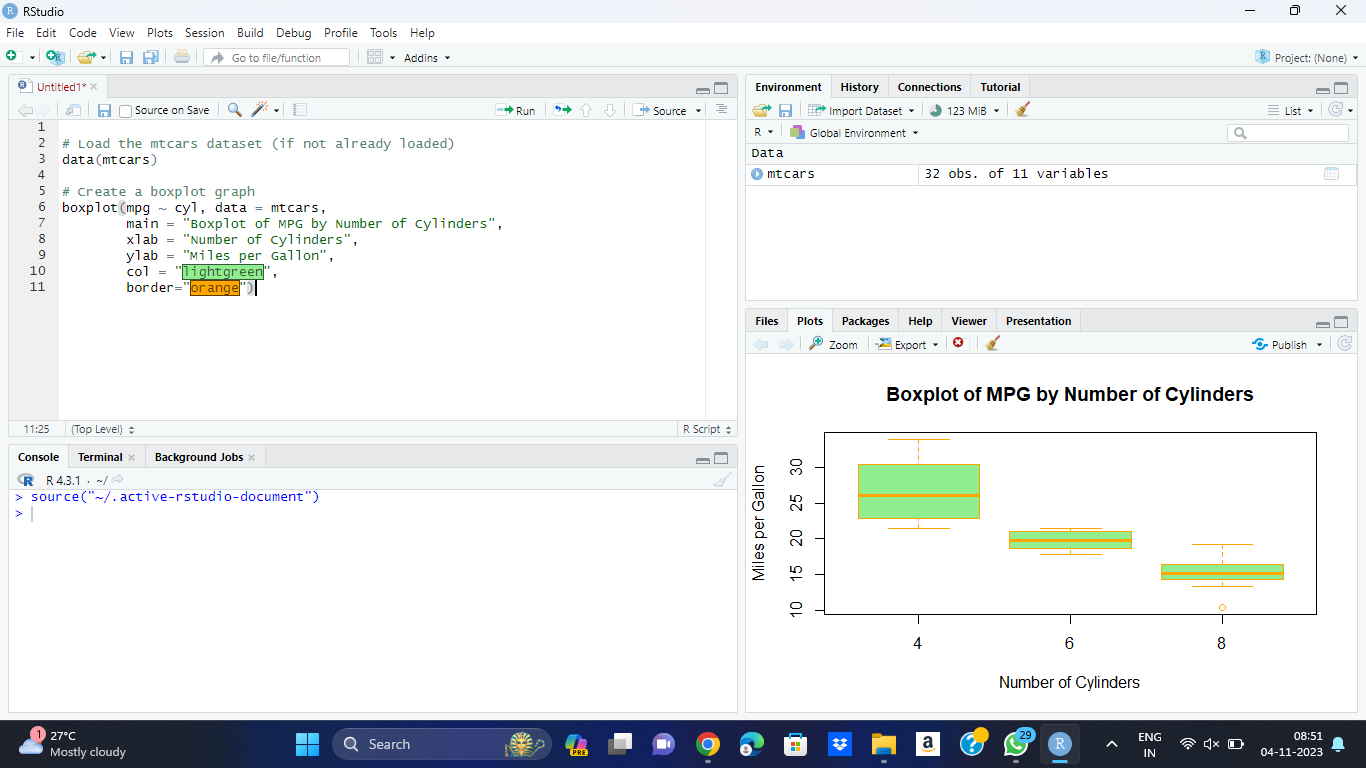 RStudio
File Edit Code View Plots Session Build Debug Profile Tools Help
Go to file/function Addins Project: (None)
Untitled1*
Source on Save Run Source
1
2 # Load the mtcars dataset (if not already loaded)
3 data(mtcars)
4
5 # Create a boxplot graph
6 boxplot(mpg ~ cyl, data = mtcars,
7 main = "Boxplot of MPG by Number of Cylinders",
8 xlab = "Number of Cylinders",
9 ylab = "Miles per Gallon",
10 col = "lightgreen",
11 border="orange")
11:25 (Top Level) R Script
Console Terminal Background Jobs
R 4.3.1 · ~/
> source("~/.active-rstudio-document")
>
Environment History Connections Tutorial
Import Dataset 123 MiB List
R Global Environment
Data
mtcars 32 obs. of 11 variables
Files Plots Packages Help Viewer Presentation
Zoom Export Publish
Boxplot of MPG by Number of Cylinders
Miles per Gallon
30
25
20
15
10
4 6 8
Number of Cylinders
1
27°C
Mostly cloudy
Search
PRE
29
ENG
IN
08:51
04-11-2023